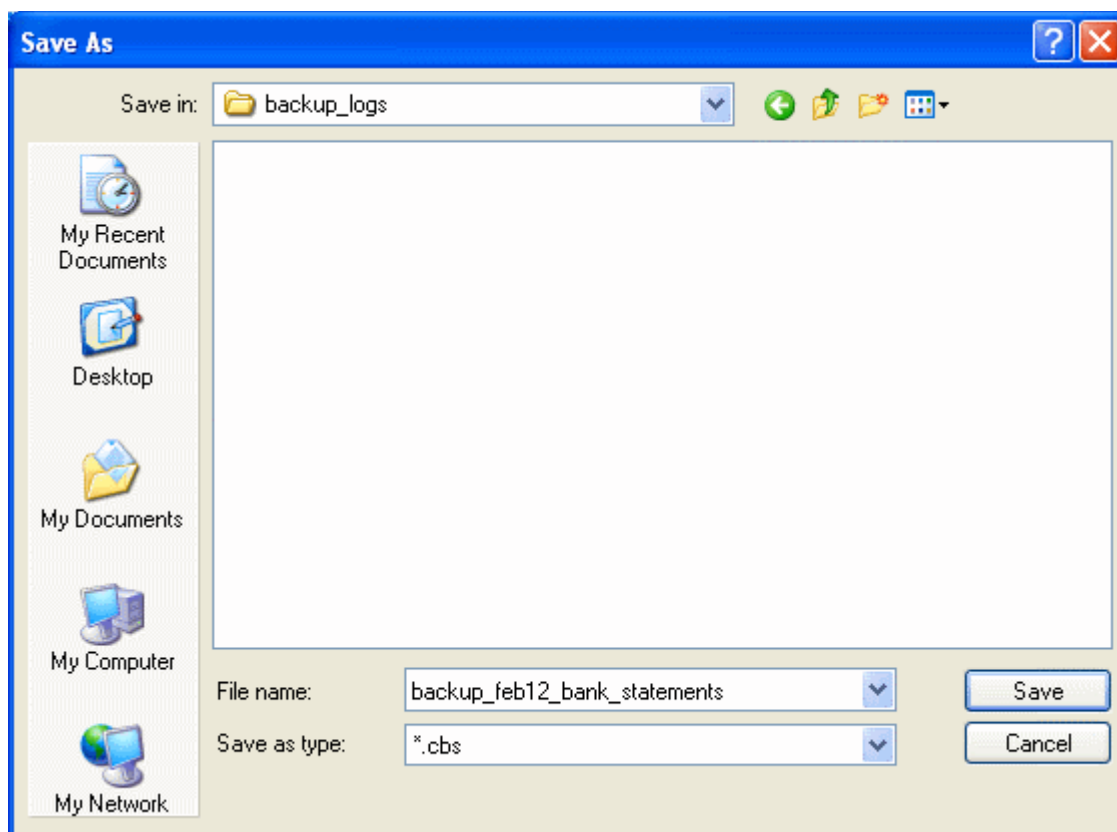 Save As
Save in: backup_logs
My Recent
Documents
Desktop
My Documents
My Computer
My Network
File name: backup_feb12_bank_statements Save
Save as type: *.cbs Cancel